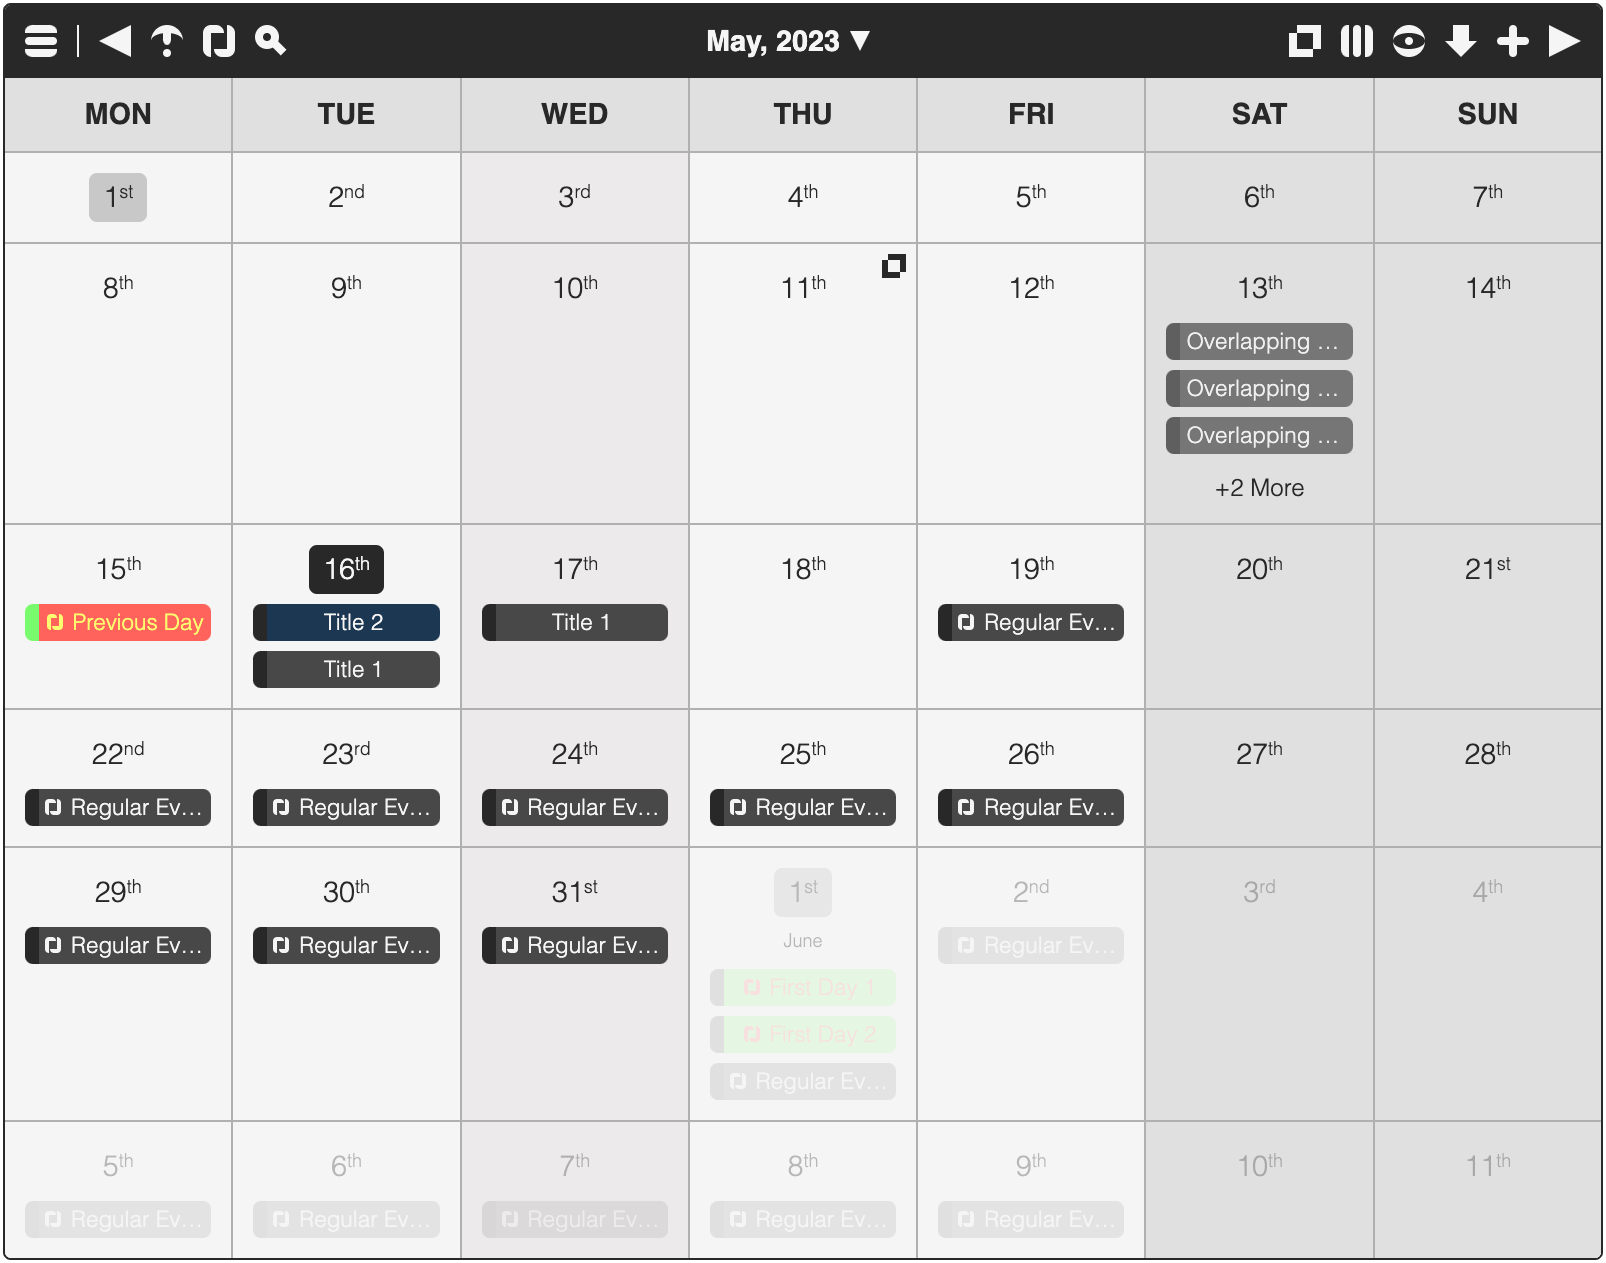 May, 2023 ▼
MON TUE WED THU FRI SAT SUN
1st 2nd 3rd 4th 5th 6th 7th
8th 9th 10th 11th 12th 13th 14th
Overlapping ...
Overlapping ...
Overlapping ...
+2 More
15th 16th 17th 18th 19th 20th 21st
Previous Day Title 2 Title 1 Regular Ev...
Title 1
22nd 23rd 24th 25th 26th 27th 28th
Regular Ev... Regular Ev... Regular Ev... Regular Ev... Regular Ev...
29th 30th 31st 1st 2nd 3rd 4th
Regular Ev... Regular Ev... Regular Ev... June Regular Ev...
First Day 1
First Day 2
Regular Ev...
5th 6th 7th 8th 9th 10th 11th
Regular Ev... Regular Ev... Regular Ev... Regular Ev... Regular Ev...